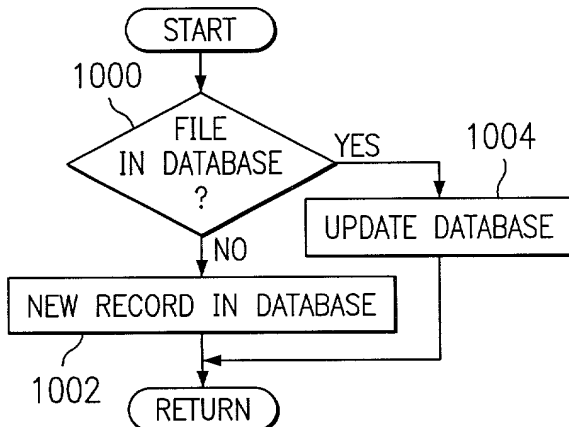 START
1000
FILE
IN DATABASE
?
YES
1004
UPDATE DATABASE
NO
NEW RECORD IN DATABASE
1002
RETURN